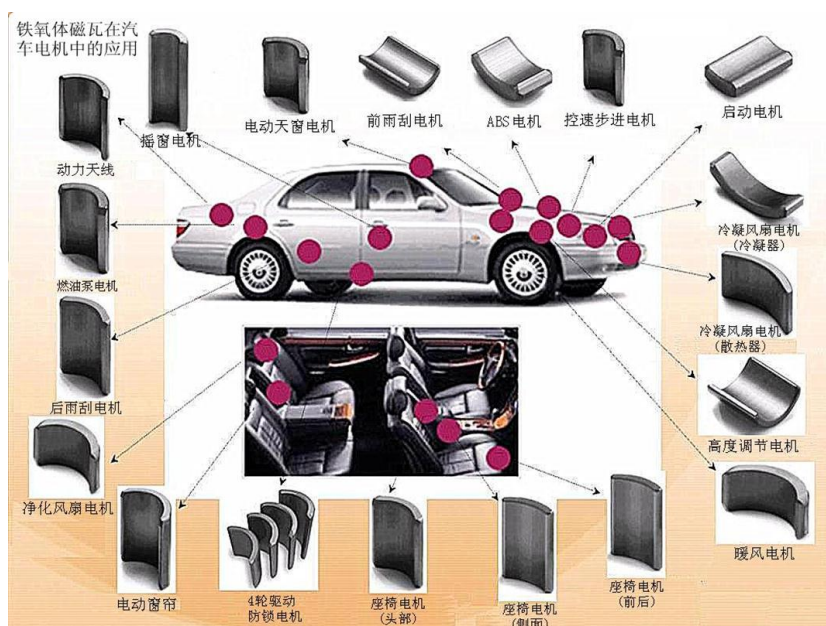 铁氧体磁瓦在汽
车电机中的应用
摇窗电机
电动天窗电机
前雨刮电机
ABS电机
控速步进电机
启动电机
动力天线
冷凝风扇电机
(冷凝器)
燃油泵电机
冷凝风扇电机
(散热器)
后雨刮电机
高度调节电机
净化风扇电机
暖风电机
电动窗帘
4轮驱动
防锁电机
座椅电机
(头部)
座椅电机
(侧面)
座椅电机
(前后)